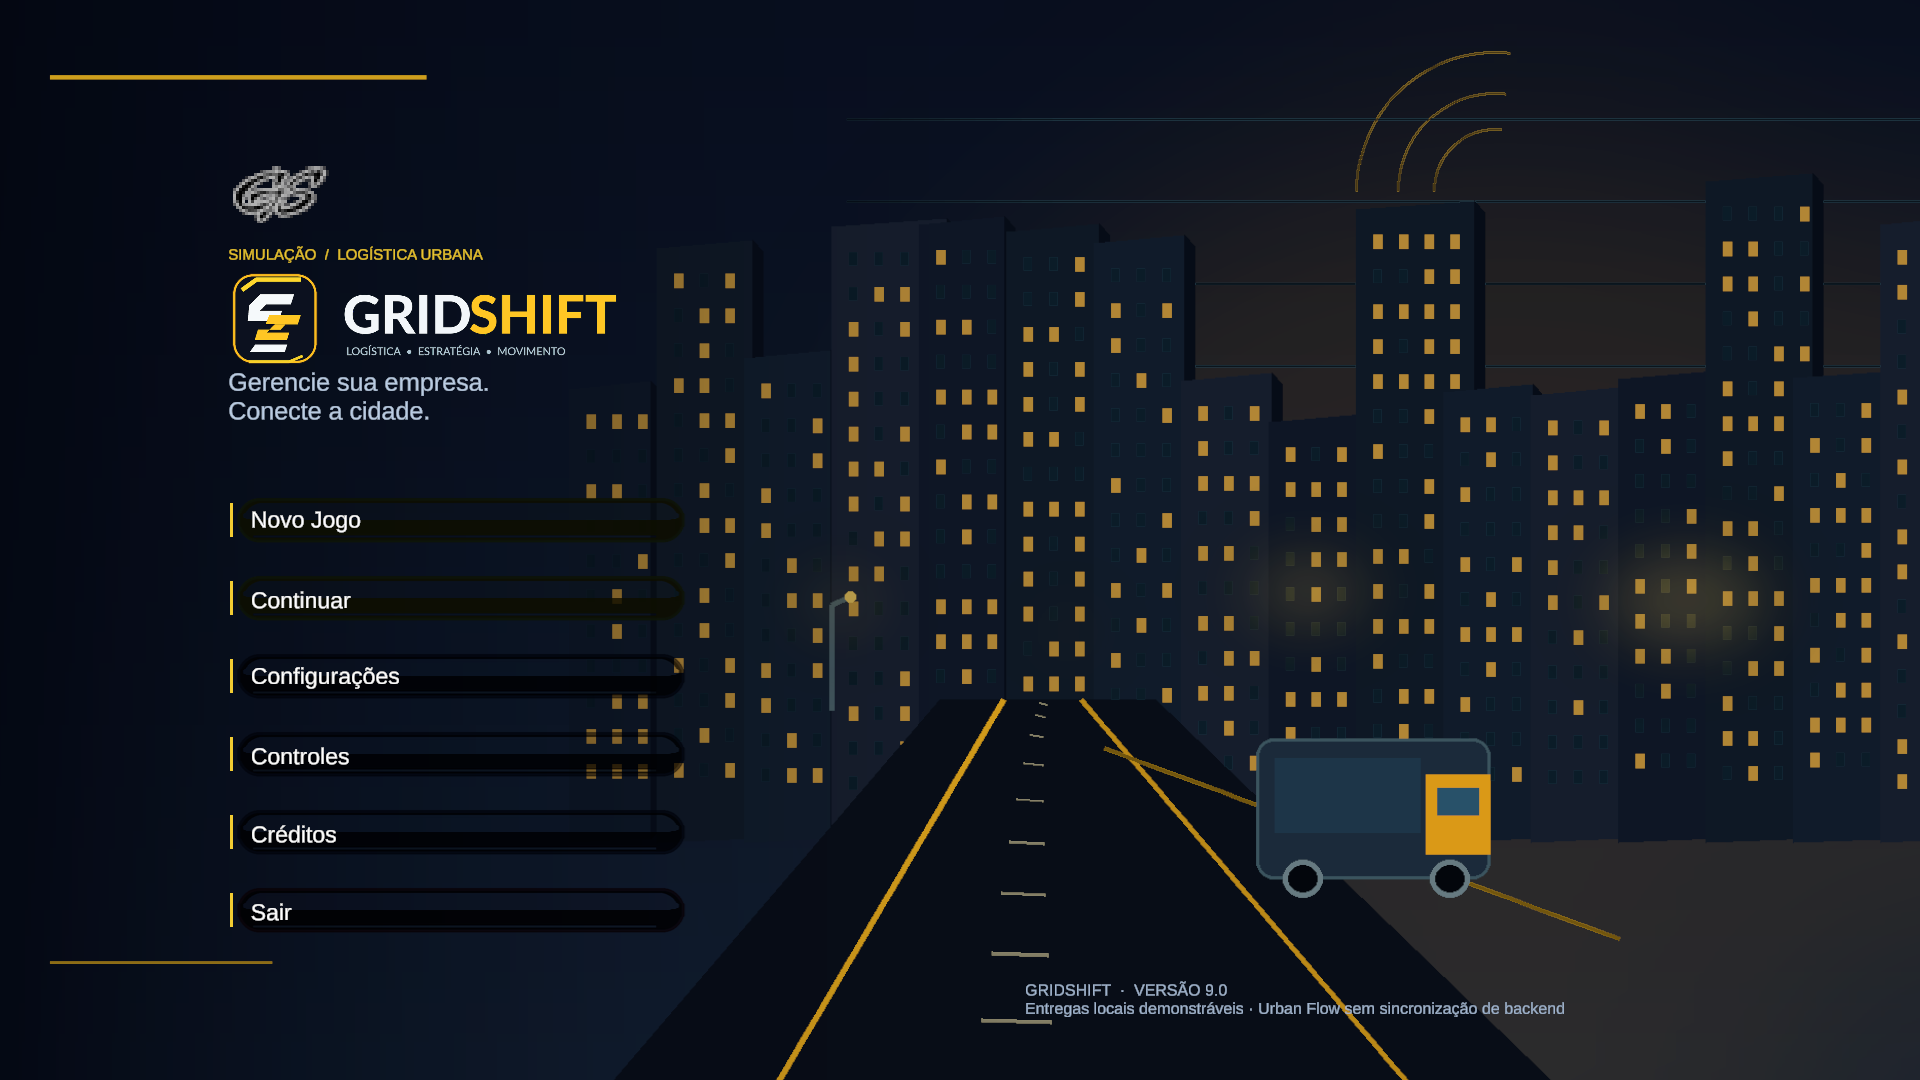 GS
SIMULAÇÃO / LOGÍSTICA URBANA
GRIDSHIFT
LOGÍSTICA • ESTRATÉGIA • MOVIMENTO
Gerencie sua empresa.
Conecte a cidade.
Novo Jogo
Continuar
Configurações
Controles
Créditos
Sair
GRIDSHIFT · VERSÃO 9.0
Entregas locais demonstráveis · Urban Flow sem sincronização de backend